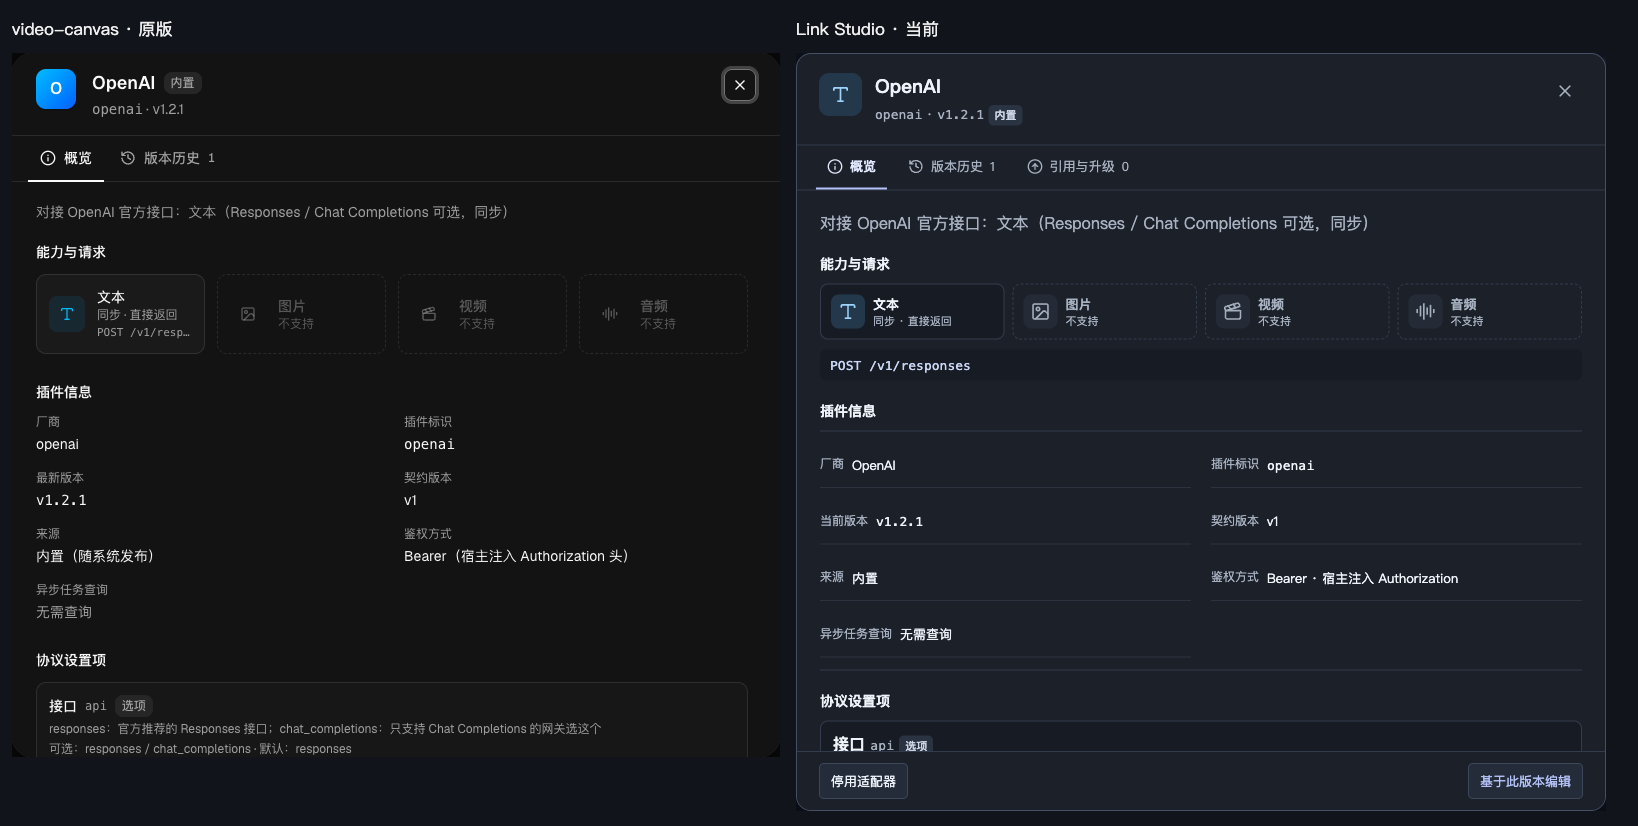 video-canvas · 原版
O
OpenAI 内置
openai · v1.2.1
概览
版本历史 1
对接 OpenAI 官方接口：文本（Responses / Chat Completions 可选，同步）
能力与请求
T
文本
同步 · 直接返回
POST /v1/resp…
图片
不支持
视频
不支持
音频
不支持
插件信息
厂商
openai
插件标识
openai
最新版本
v1.2.1
契约版本
v1
来源
内置（随系统发布）
鉴权方式
Bearer（宿主注入 Authorization 头）
异步任务查询
无需查询
协议设置项
接口 api 选项
responses：官方推荐的 Responses 接口；chat_completions：只支持 Chat Completions 的网关选这个
可选：responses / chat_completions · 默认：responses
Link Studio · 当前
T
OpenAI
openai · v1.2.1 内置
概览
版本历史 1
引用与升级 0
对接 OpenAI 官方接口：文本（Responses / Chat Completions 可选，同步）
能力与请求
T
文本
同步 · 直接返回
图片
不支持
视频
不支持
音频
不支持
POST /v1/responses
插件信息
厂商 OpenAI
插件标识 openai
当前版本 v1.2.1
契约版本 v1
来源 内置
鉴权方式 Bearer · 宿主注入 Authorization
异步任务查询 无需查询
协议设置项
接口 api 选项
停用适配器
基于此版本编辑